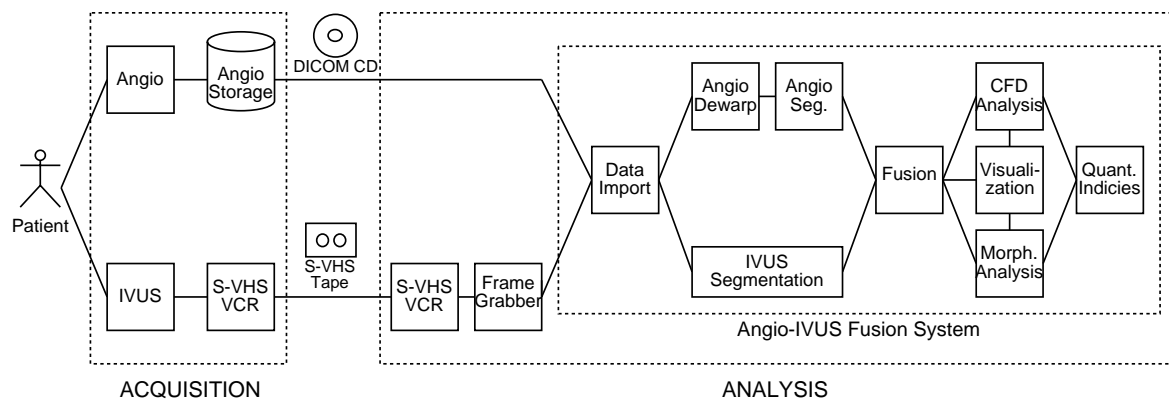 Patient
Angio
Angio
Storage
DICOM CD
IVUS
S-VHS
VCR
S-VHS
Tape
S-VHS
VCR
Frame
Grabber
Data
Import
Angio
Dewarp
Angio
Seg.
IVUS
Segmentation
Fusion
CFD
Analysis
Visuali-
zation
Morph.
Analysis
Quant.
Indicies
Angio-IVUS Fusion System
ACQUISITION
ANALYSIS